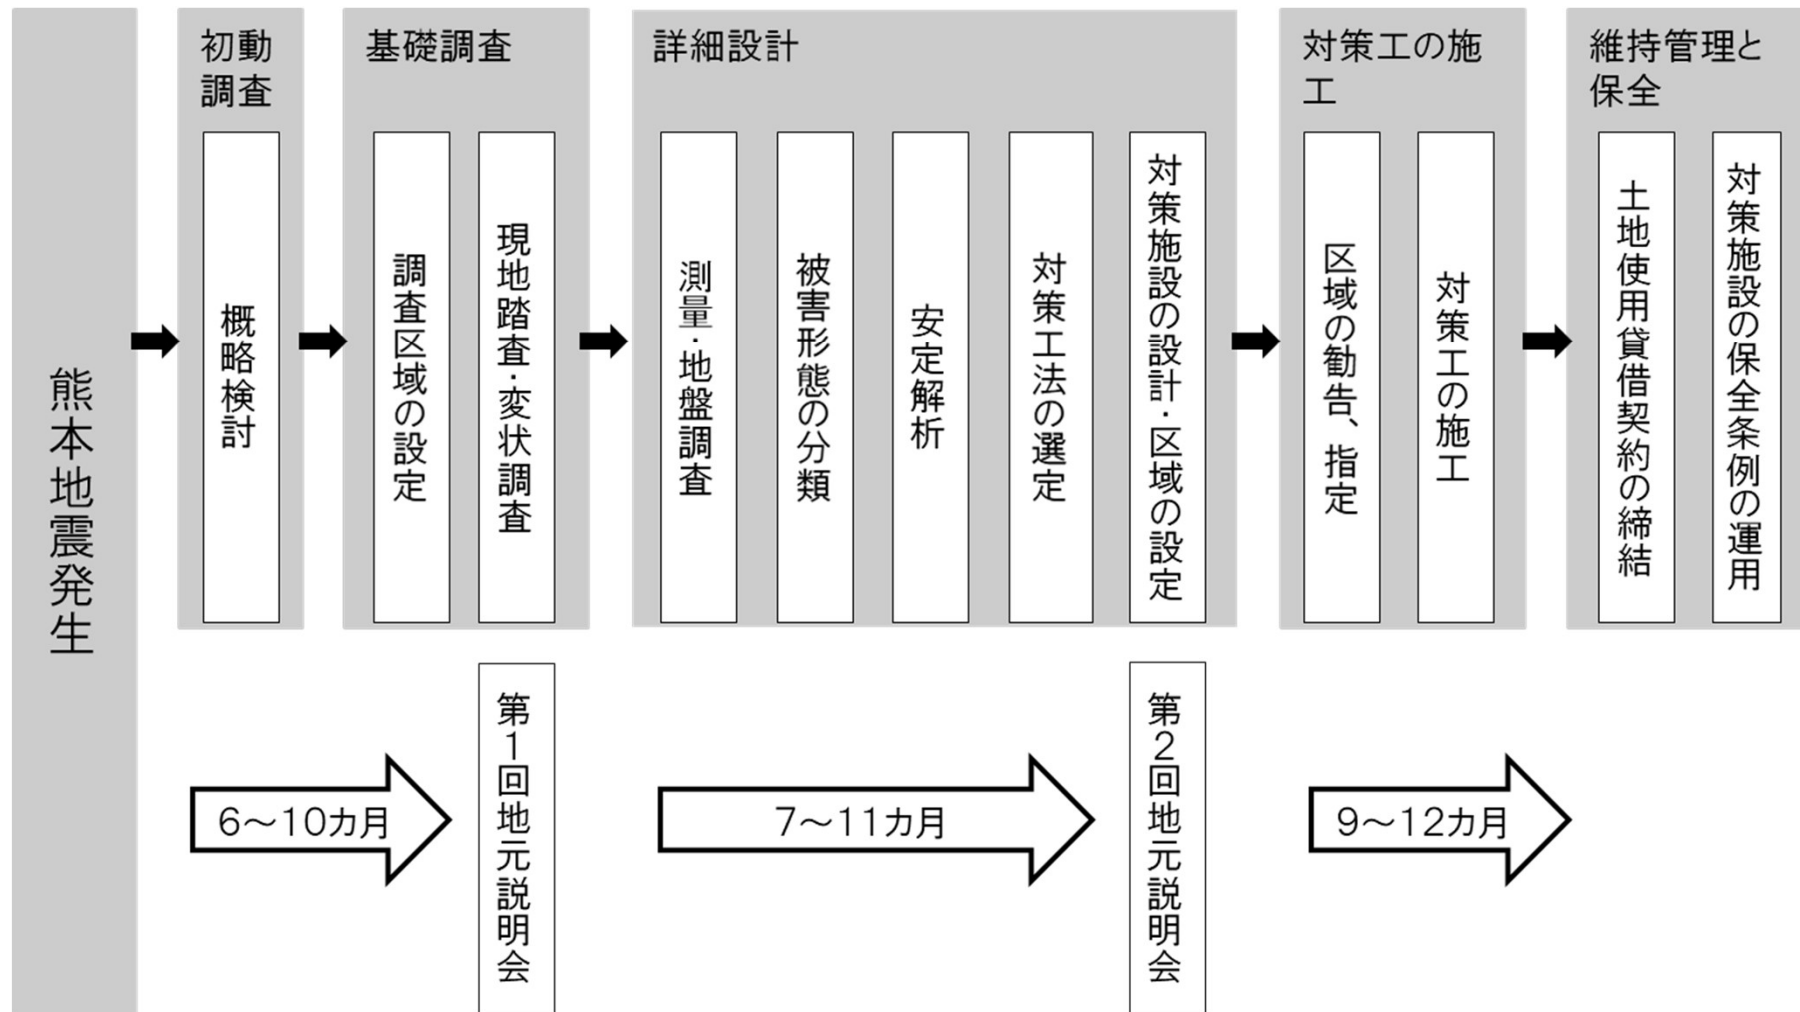 熊本地震発生
初動
調査
概略検討
基礎調査
調査区域の設定
現地踏査・変状調査
詳細設計
測量・地盤調査
被害形態の分類
安定解析
対策工法の選定
対策施設の設計・区域の設定
対策工の施
工
区域の勧告、指定
対策工の施工
維持管理と
保全
土地使用貸借契約の締結
対策施設の保全条例の運用
6～10カ月
第1回地元説明会
7～11カ月
第2回地元説明会
9～12カ月